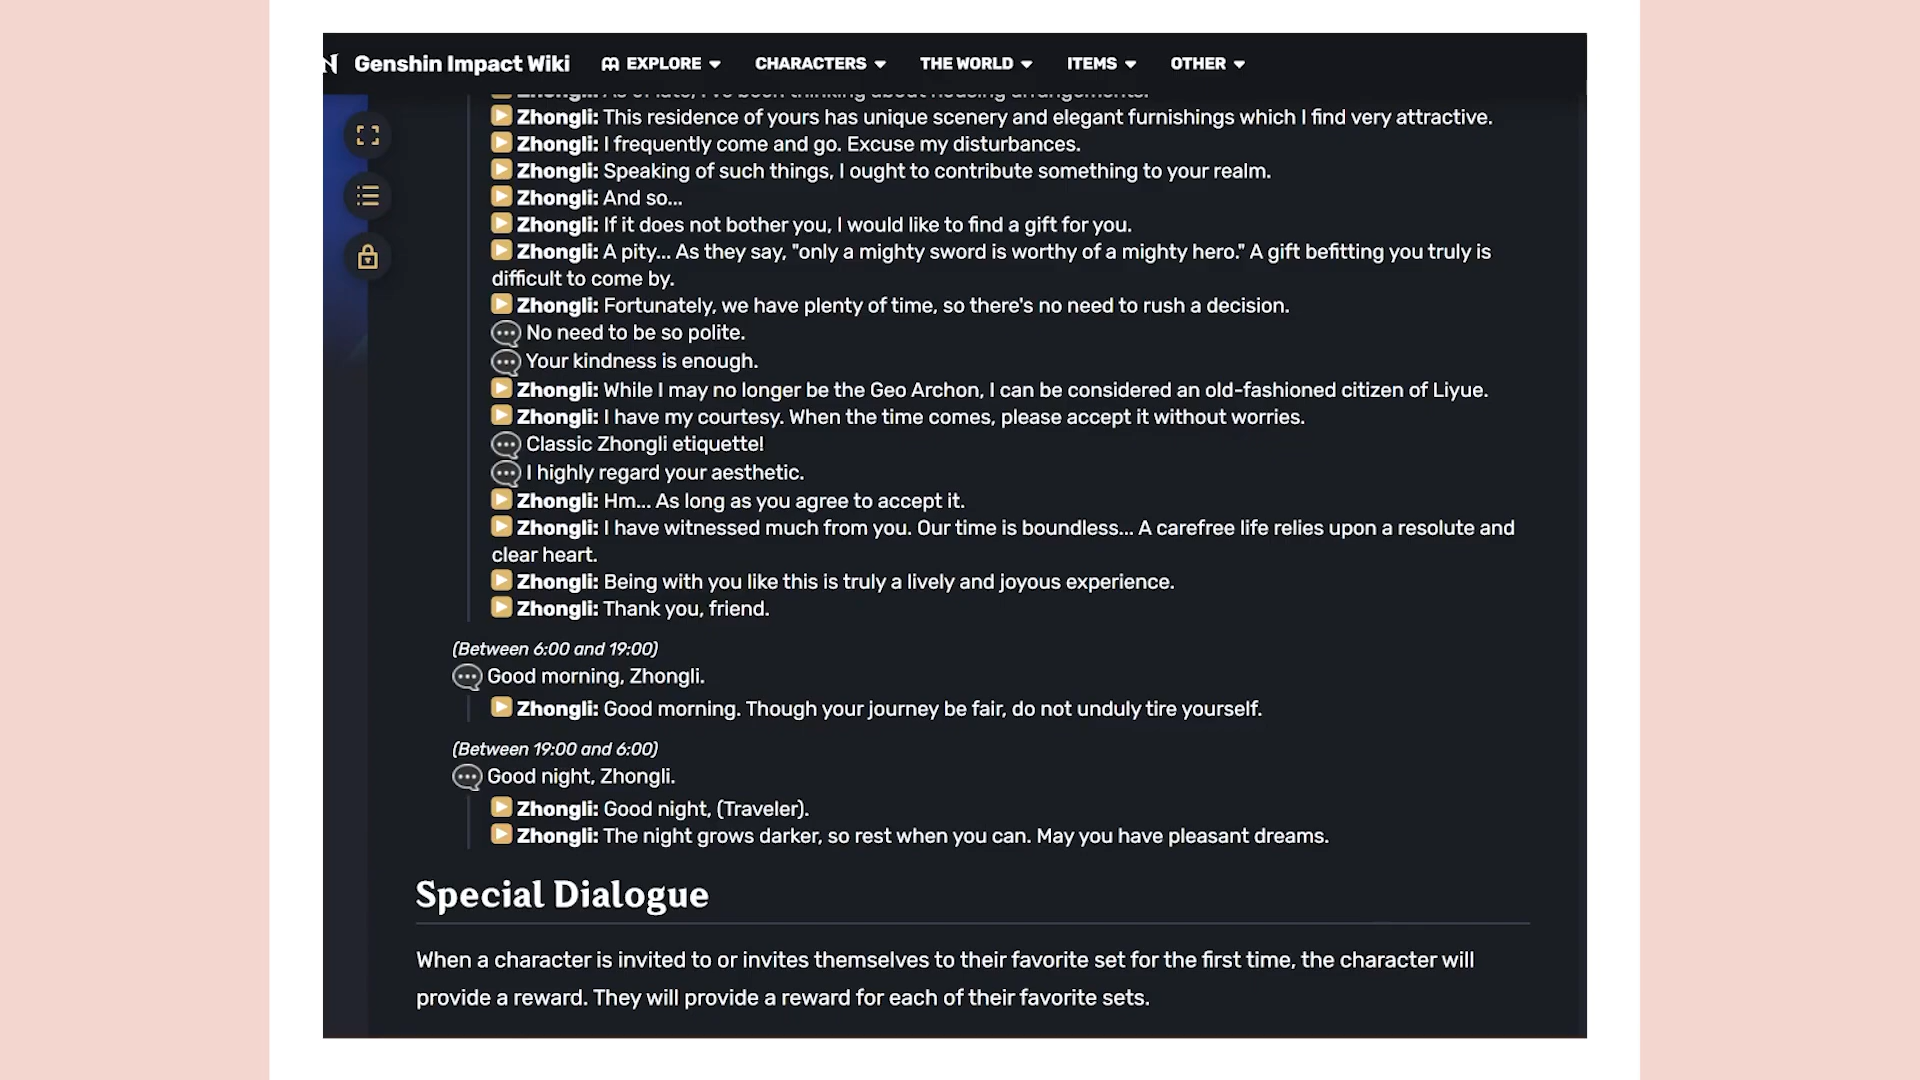 Genshin Impact Wiki EXPLORE CHARACTERS THE WORLD ITEMS OTHER
Zhongli: As of late, I've been thinking about housing arrangements.
Zhongli: This residence of yours has unique scenery and elegant furnishings which I find very attractive.
Zhongli: I frequently come and go. Excuse my disturbances.
Zhongli: Speaking of such things, I ought to contribute something to your realm.
Zhongli: And so...
Zhongli: If it does not bother you, I would like to find a gift for you.
Zhongli: A pity... As they say, "only a mighty sword is worthy of a mighty hero." A gift befitting you truly is
difficult to come by.
Zhongli: Fortunately, we have plenty of time, so there's no need to rush a decision.
No need to be so polite.
Your kindness is enough.
Zhongli: While I may no longer be the Geo Archon, I can be considered an old-fashioned citizen of Liyue.
Zhongli: I have my courtesy. When the time comes, please accept it without worries.
Classic Zhongli etiquette!
I highly regard your aesthetic.
Zhongli: Hm... As long as you agree to accept it.
Zhongli: I have witnessed much from you. Our time is boundless... A carefree life relies upon a resolute and
clear heart.
Zhongli: Being with you like this is truly a lively and joyous experience.
Zhongli: Thank you, friend.
(Between 6:00 and 19:00)
Good morning, Zhongli.
Zhongli: Good morning. Though your journey be fair, do not unduly tire yourself.
(Between 19:00 and 6:00)
Good night, Zhongli.
Zhongli: Good night, (Traveler).
Zhongli: The night grows darker, so rest when you can. May you have pleasant dreams.
Special Dialogue
When a character is invited to or invites themselves to their favorite set for the first time, the character will
provide a reward. They will provide a reward for each of their favorite sets.